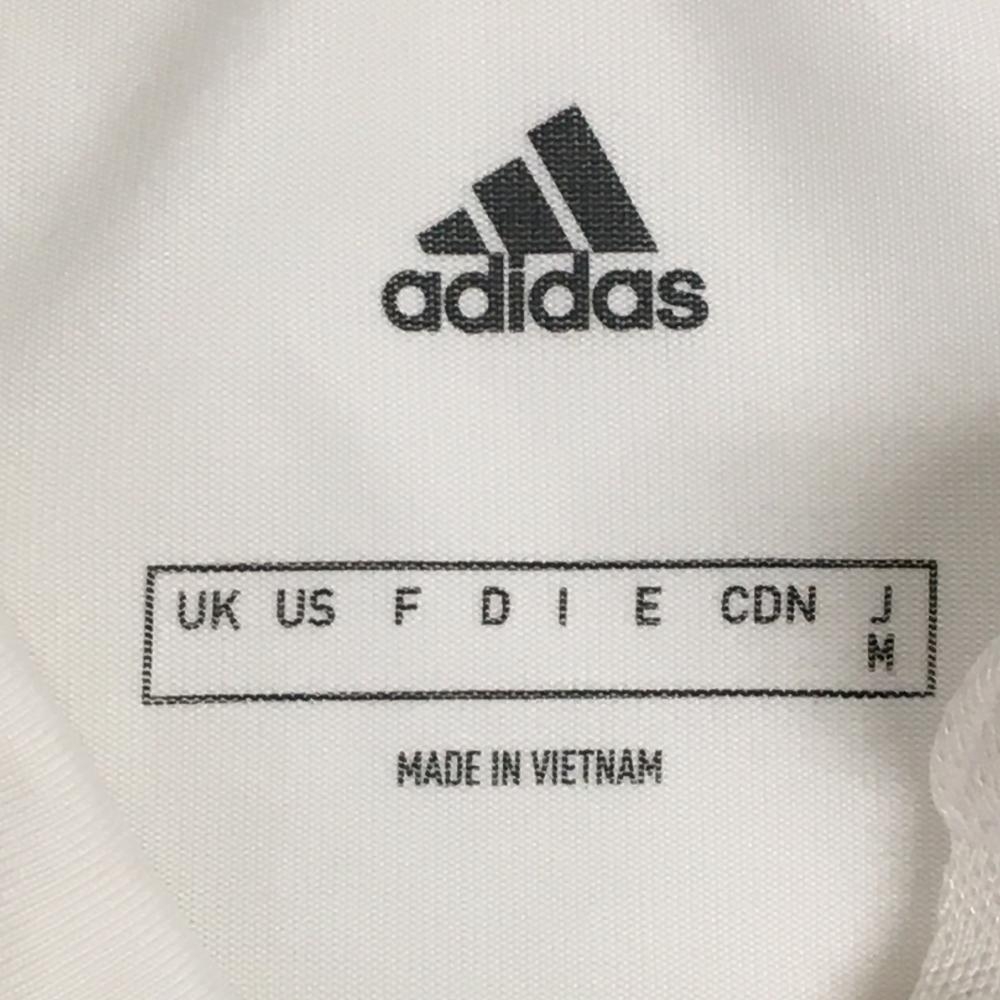 adidas
UK US F D I E CDN J
M
MADE IN VIETNAM